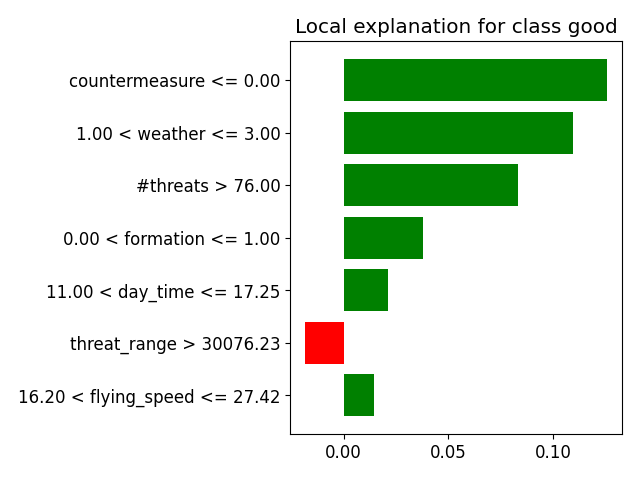 Local explanation for class good
countermeasure <= 0.00
1.00 < weather <= 3.00
#threats > 76.00
0.00 < formation <= 1.00
11.00 < day_time <= 17.25
threat_range > 30076.23
16.20 < flying_speed <= 27.42
0.00 0.05 0.10